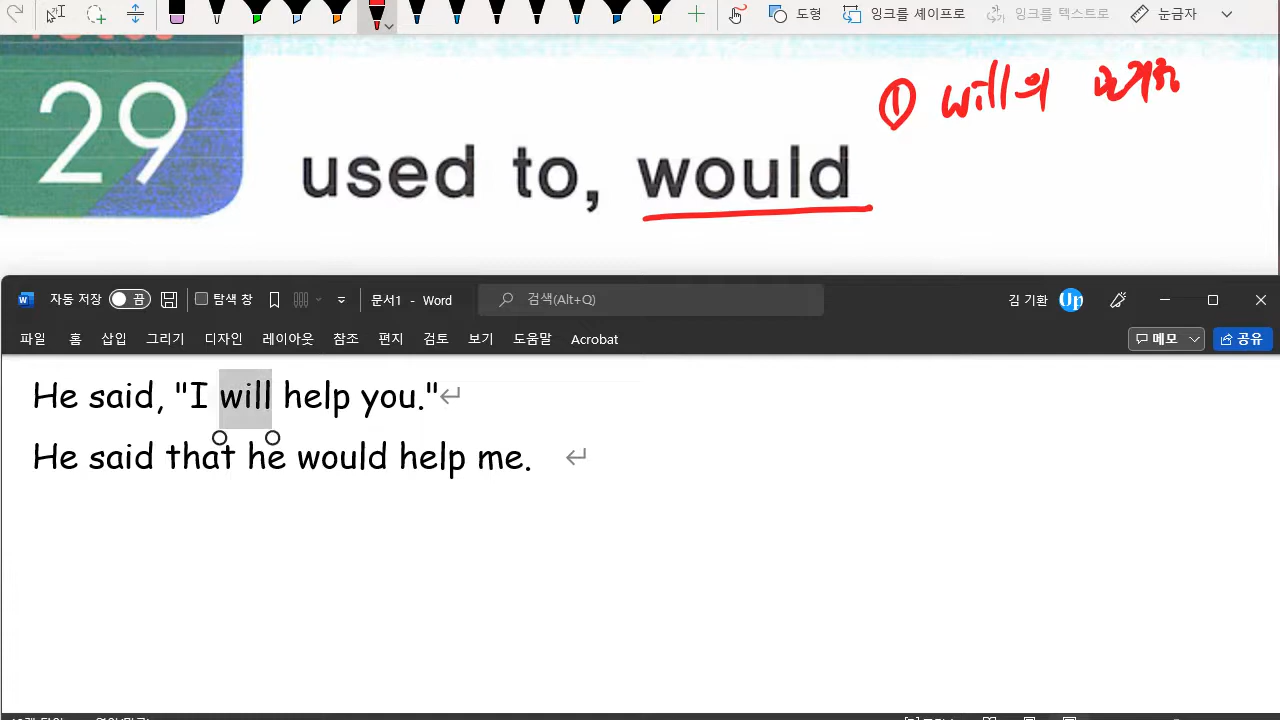 도형
잉크를 셰이프로
잉크를 텍스트로
눈금자
29
used to, would
① will의 과거형
자동 저장
끔
탐색 창
문서1 - Word
검색(Alt+Q)
김 기환
Up
파일 홈 삽입 그리기 디자인 레이아웃 참조 편지 검토 보기 도움말 Acrobat
메모
공유
He said, "I will help you."
He said that he would help me.